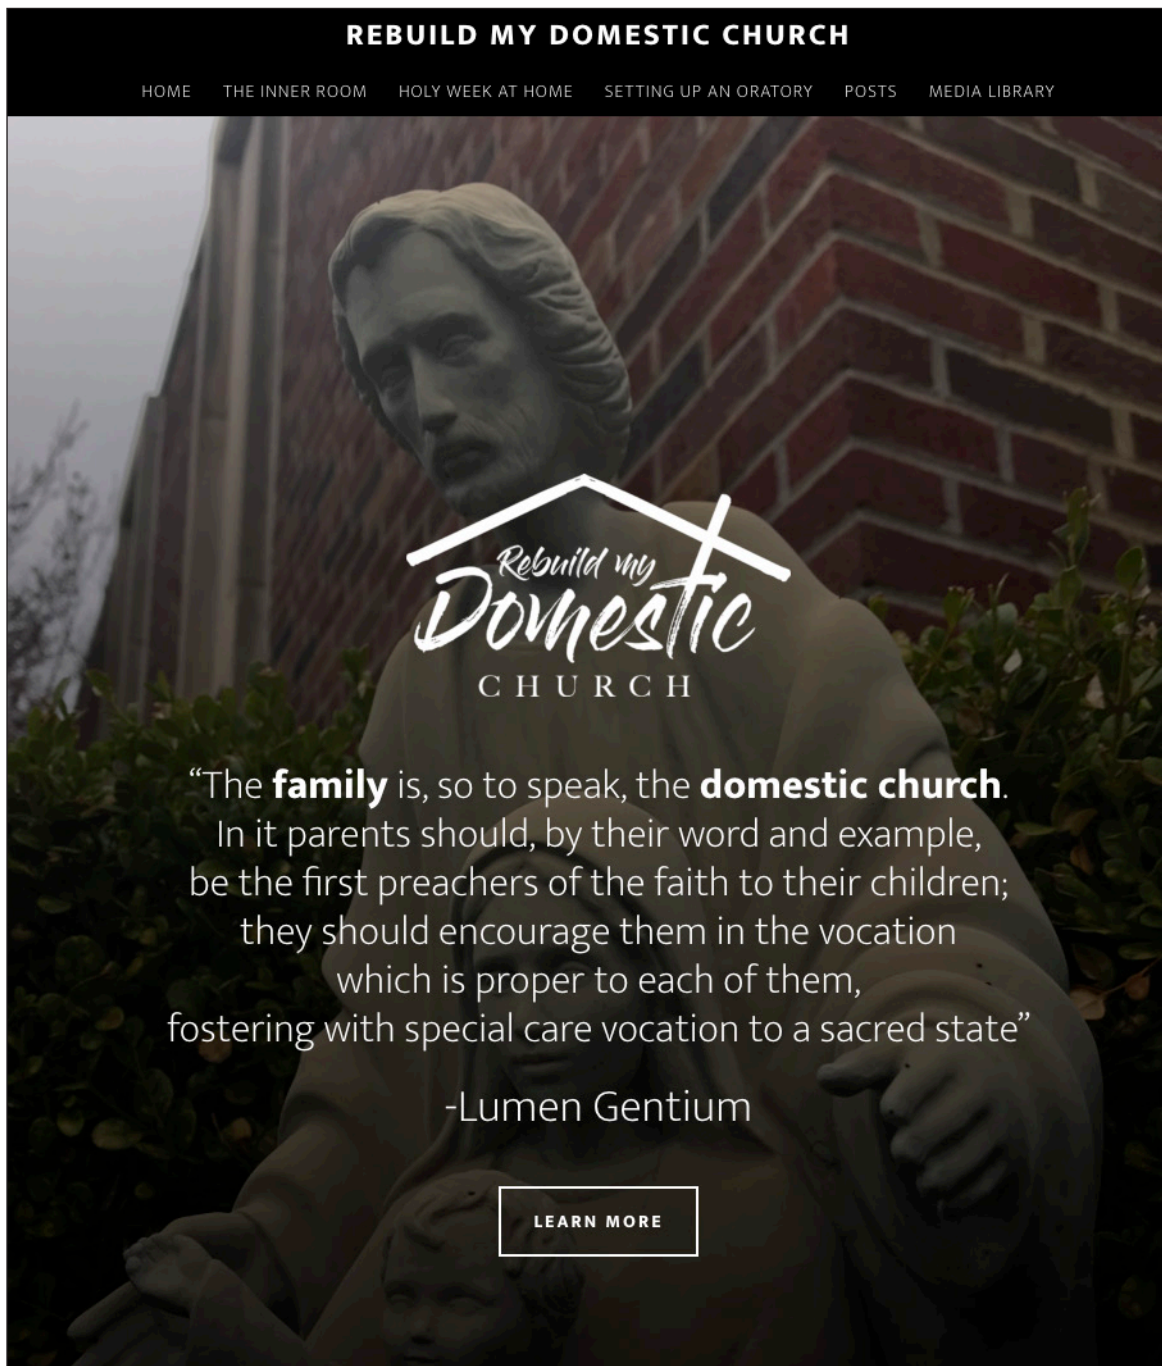 REBUILD MY DOMESTIC CHURCH
HOME THE INNER ROOM HOLY WEEK AT HOME SETTING UP AN ORATORY POSTS MEDIA LIBRARY
Rebuild my
Domestic
CHURCH
“The family is, so to speak, the domestic church.
In it parents should, by their word and example,
be the first preachers of the faith to their children;
they should encourage them in the vocation
which is proper to each of them,
fostering with special care vocation to a sacred state”
-Lumen Gentium
LEARN MORE